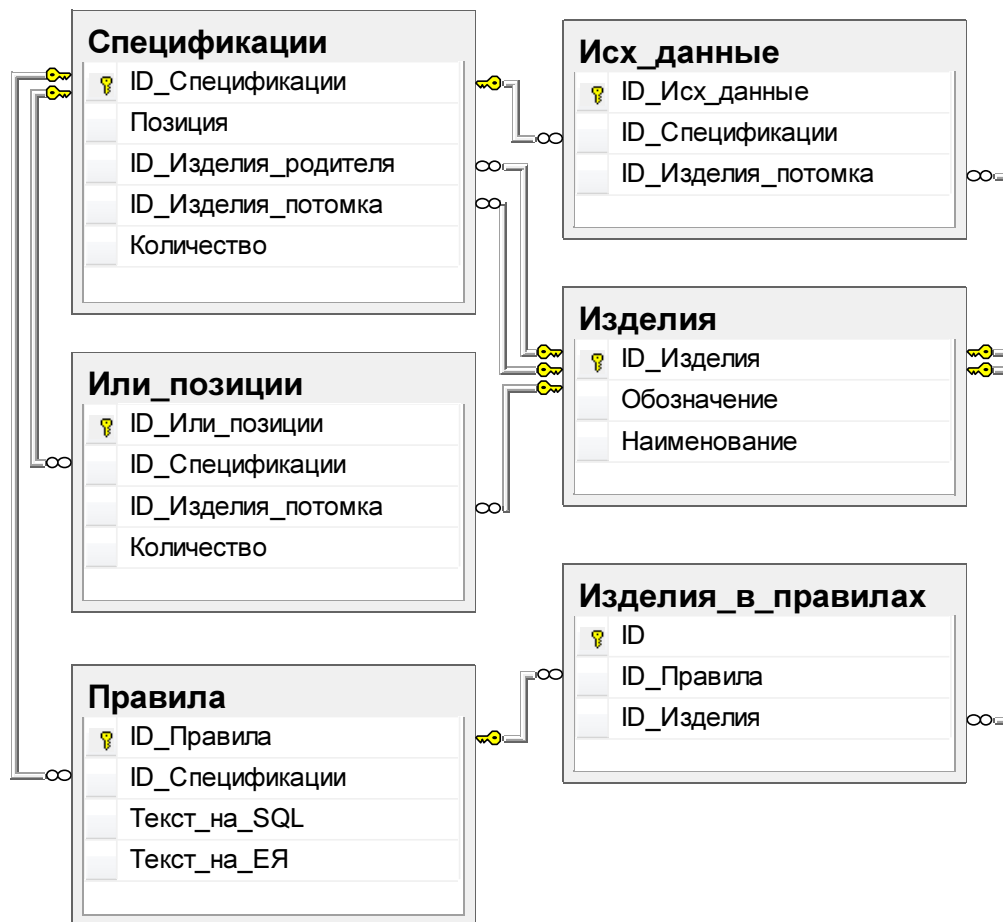 Спецификации
ID_Спецификации
Позиция
ID_Изделия_родителя
ID_Изделия_потомка
Количество
Исх_данные
ID_Исх_данные
ID_Спецификации
ID_Изделия_потомка
Изделия
ID_Изделия
Обозначение
Наименование
Или_позиции
ID_Или_позиции
ID_Спецификации
ID_Изделия_потомка
Количество
Изделия_в_правилах
ID
ID_Правила
ID_Изделия
Правила
ID_Правила
ID_Спецификации
Текст_на_SQL
Текст_на_ЕЯ